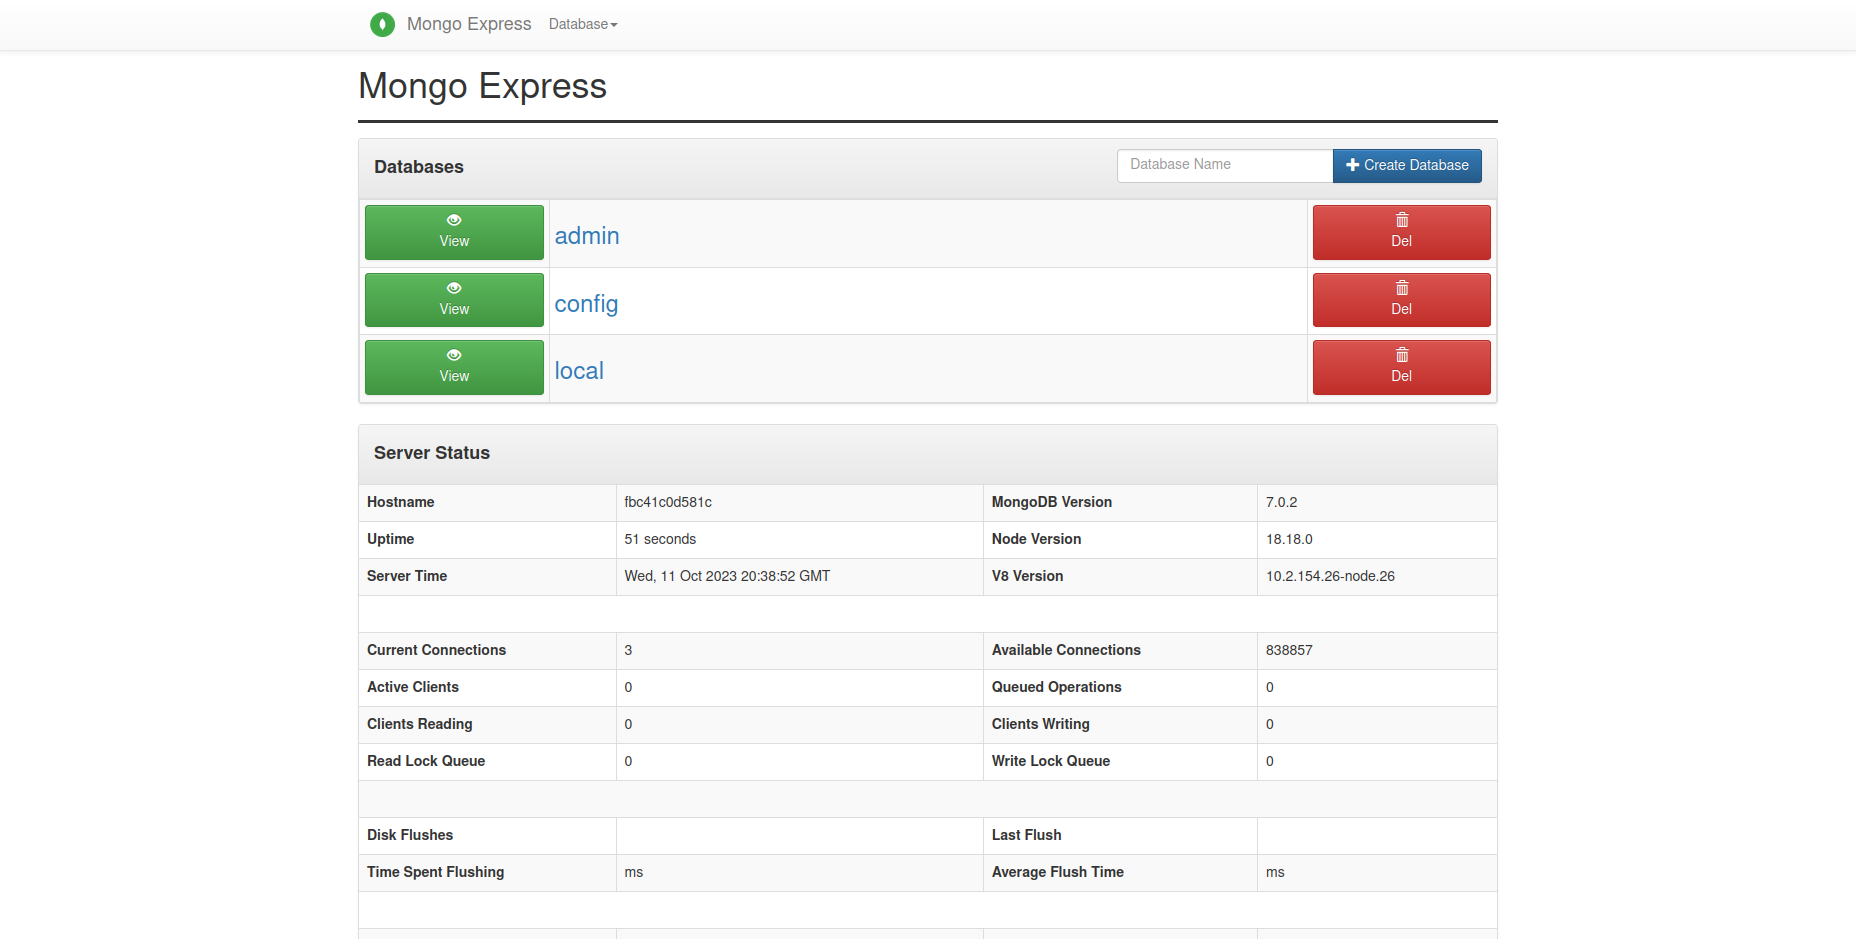 Mongo Express Database
Mongo Express
Databases Database Name Create Database
View admin Del
View config Del
View local Del
Server Status
Hostname fbc41c0d581c MongoDB Version 7.0.2
Uptime 51 seconds Node Version 18.18.0
Server Time Wed, 11 Oct 2023 20:38:52 GMT V8 Version 10.2.154.26-node.26
Current Connections 3 Available Connections 838857
Active Clients 0 Queued Operations 0
Clients Reading 0 Clients Writing 0
Read Lock Queue 0 Write Lock Queue 0
Disk Flushes Last Flush
Time Spent Flushing ms Average Flush Time ms